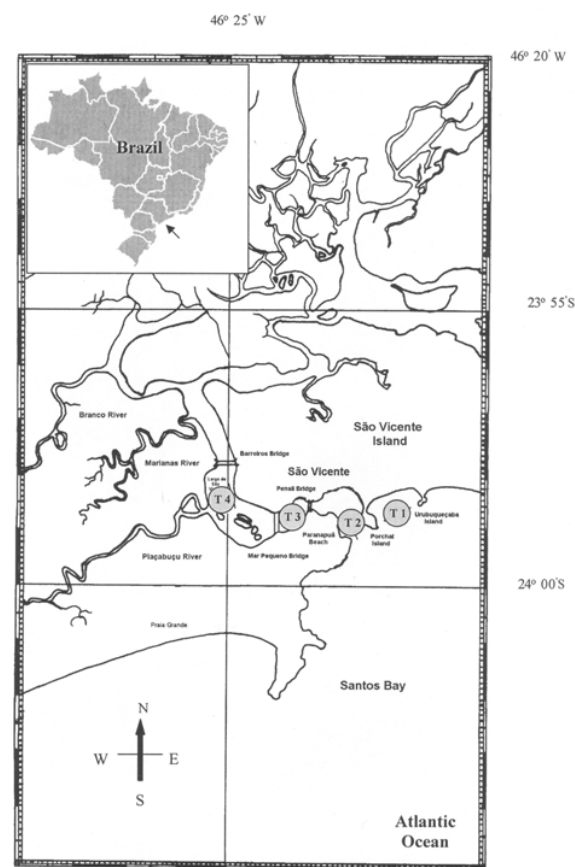 46º 25' W
46º 20' W
Brazil
23º 55'S
Branco River
São Vicente
Island
Marianas River
Barreiros Bridge
São Vicente
Largo da
Pensil Bridge
T 4
T 3
T 2
T 1
Urubuqueçaba
Island
Paranapuã
Beach
Porchat
Island
Mar Pequeno Bridge
Piaçabuçu River
24º 00'S
Praia Grande
Santos Bay
N
W
E
S
Atlantic
Ocean